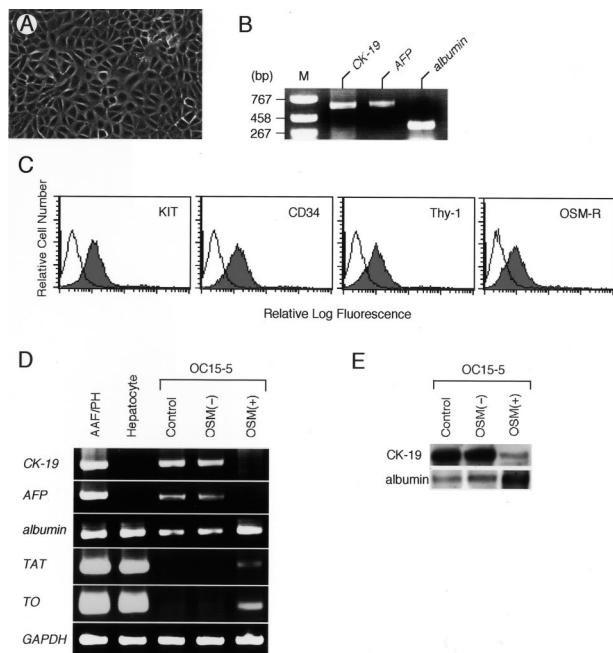 A
B
CK-19
AFP
albumin
(bp)
M
767
458
267
C
Relative Cell Number
KIT
CD34
Thy-1
OSM-R
Relative Log Fluorescence
D
OC15-5
AAF/PH
Hepatocyte
Control
OSM(-)
OSM(+)
CK-19
AFP
albumin
TAT
TO
GAPDH
E
OC15-5
Control
OSM(-)
OSM(+)
CK-19
albumin